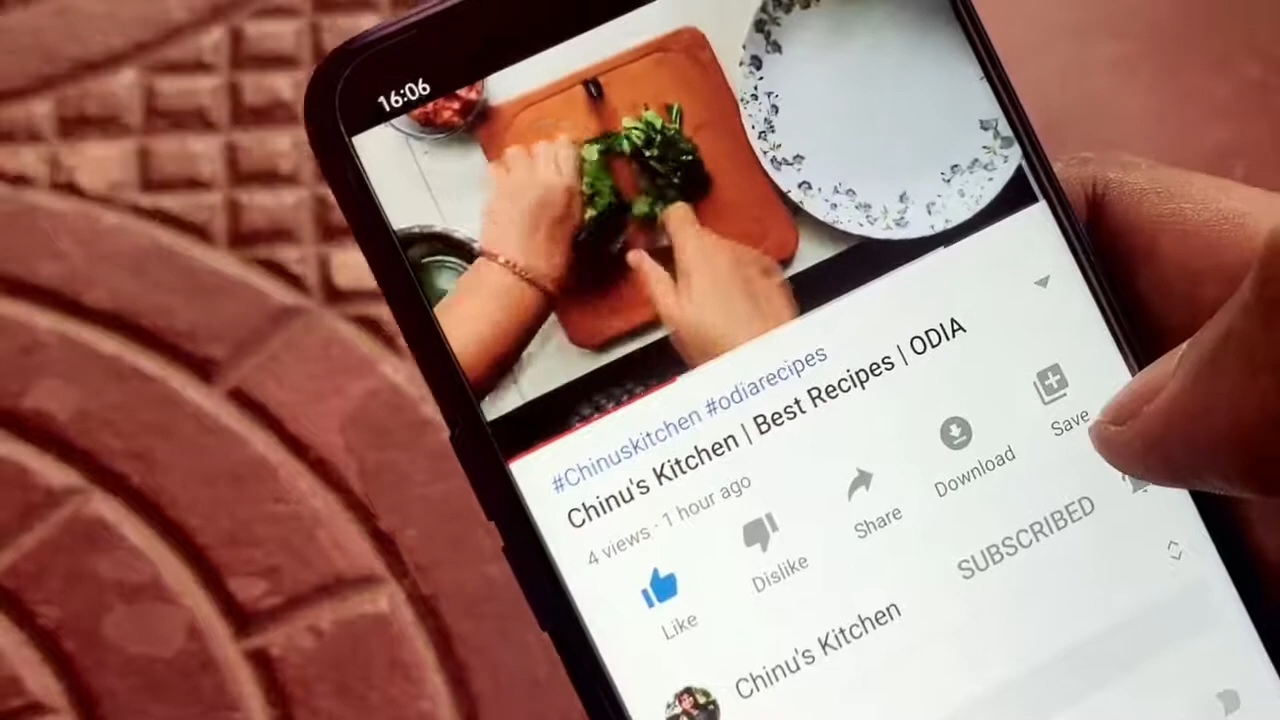 16:06
#Chinuskitchen #odiarecipes
Chinu's Kitchen | Best Recipes | ODIA
4 views · 1 hour ago
Like
Dislike
Share
Download
Save
Chinu's Kitchen
SUBSCRIBED